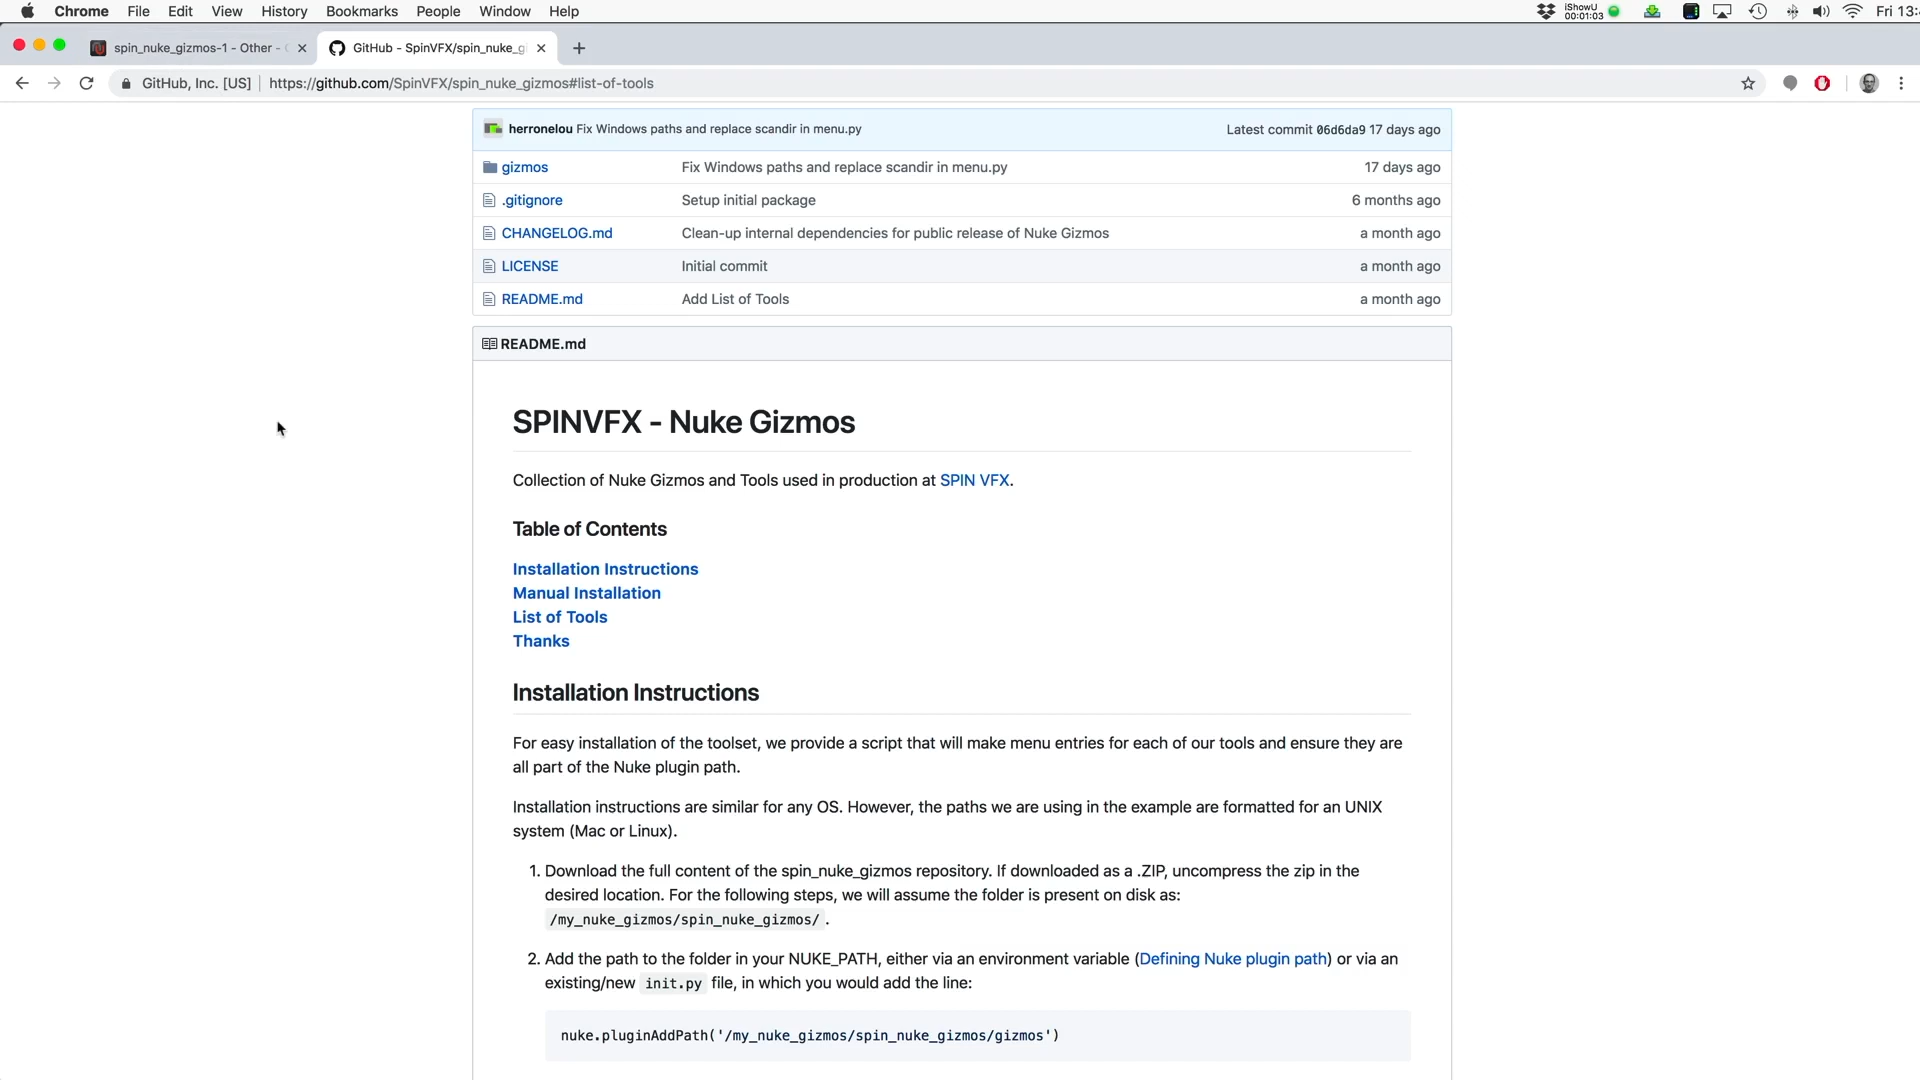 Chrome File Edit View History Bookmarks People Window Help iShowU 00:01:03 Fri 13:
spin_nuke_gizmos-1 - Other - GitHub - SpinVFX/spin_nuke_g
GitHub, Inc. [US] https://github.com/SpinVFX/spin_nuke_gizmos#list-of-tools
herronelou Fix Windows paths and replace scandir in menu.py Latest commit 06d6da9 17 days ago
gizmos Fix Windows paths and replace scandir in menu.py 17 days ago
.gitignore Setup initial package 6 months ago
CHANGELOG.md Clean-up internal dependencies for public release of Nuke Gizmos a month ago
LICENSE Initial commit a month ago
README.md Add List of Tools a month ago
README.md
SPINVFX - Nuke Gizmos
Collection of Nuke Gizmos and Tools used in production at SPIN VFX.
Table of Contents
Installation Instructions
Manual Installation
List of Tools
Thanks
Installation Instructions
For easy installation of the toolset, we provide a script that will make menu entries for each of our tools and ensure they are
all part of the Nuke plugin path.
Installation instructions are similar for any OS. However, the paths we are using in the example are formatted for an UNIX
system (Mac or Linux).
1. Download the full content of the spin_nuke_gizmos repository. If downloaded as a .ZIP, uncompress the zip in the
desired location. For the following steps, we will assume the folder is present on disk as:
/my_nuke_gizmos/spin_nuke_gizmos/ .
2. Add the path to the folder in your NUKE_PATH, either via an environment variable (Defining Nuke plugin path) or via an
existing/new init.py file, in which you would add the line:
nuke.pluginAddPath('/my_nuke_gizmos/spin_nuke_gizmos/gizmos')